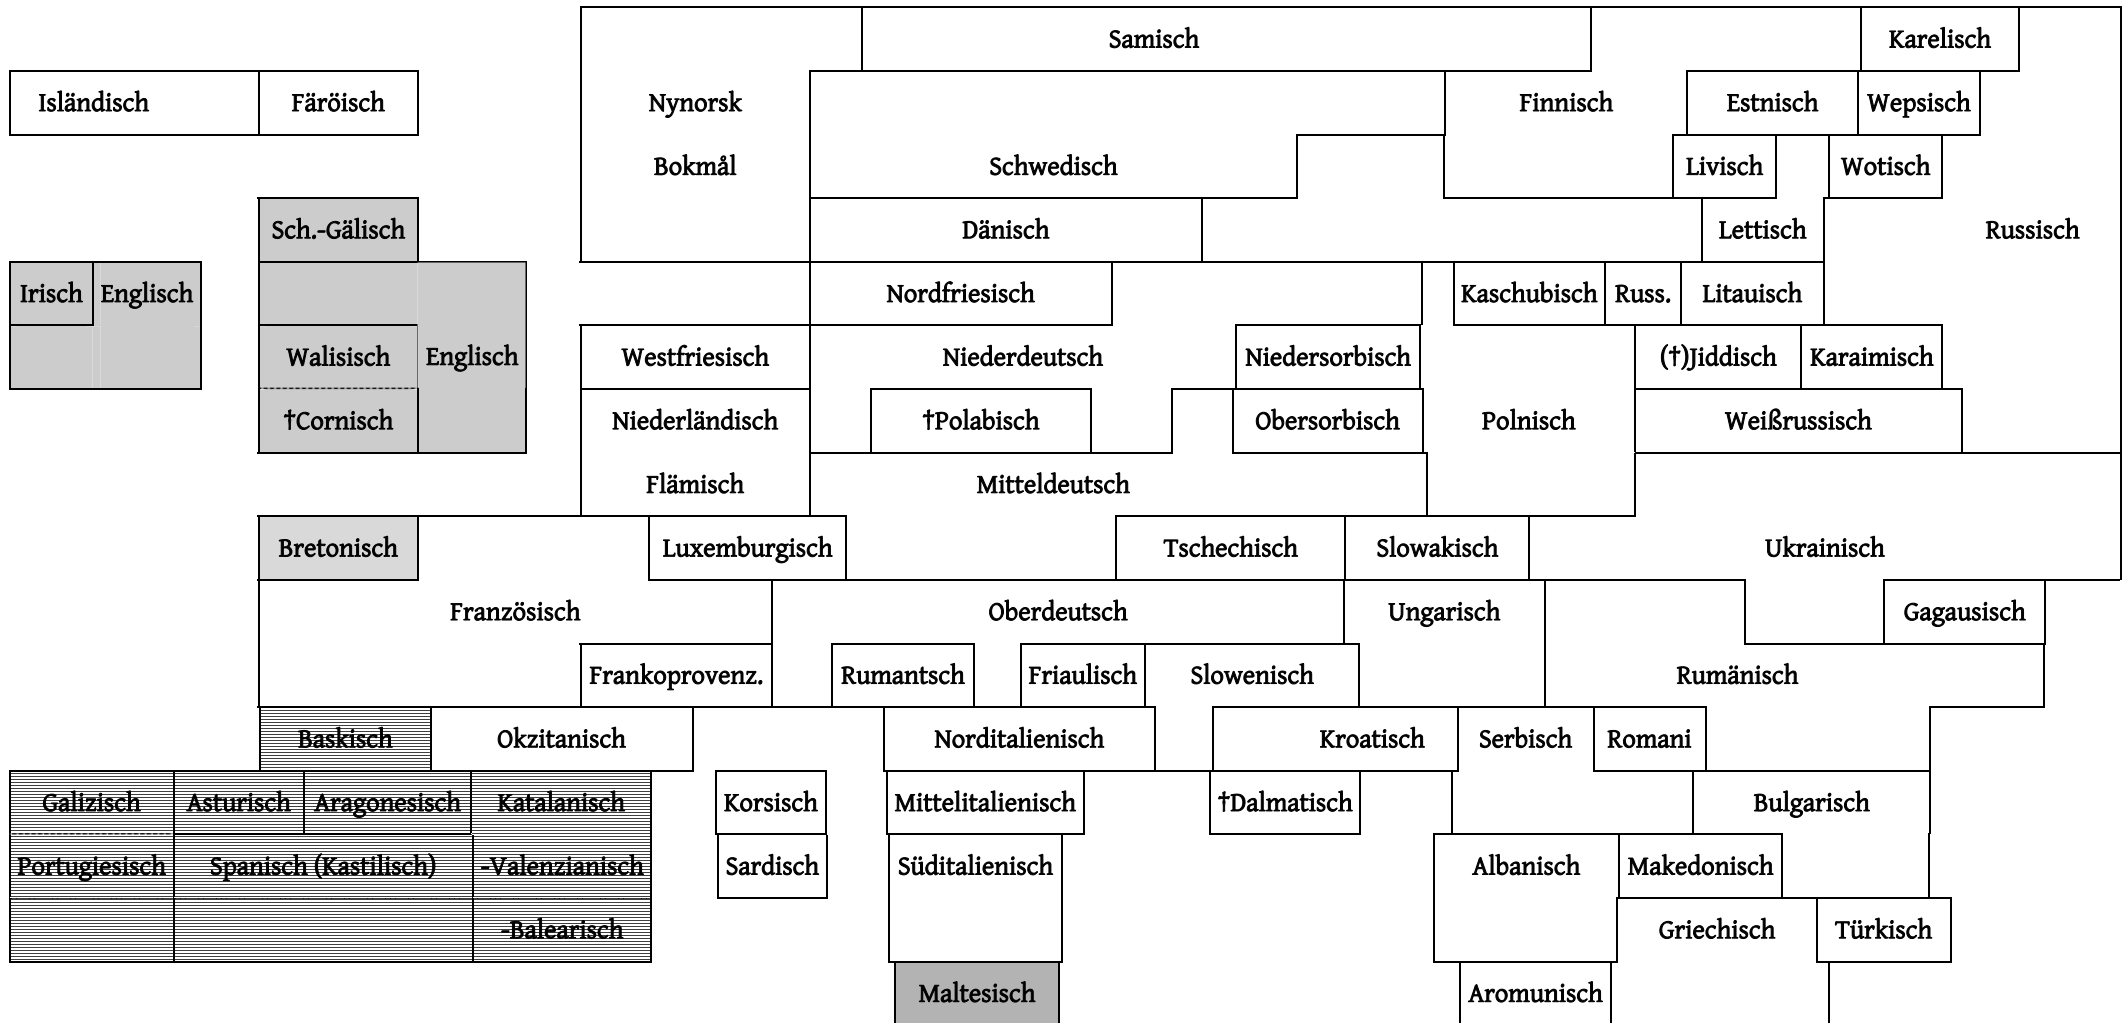 Samisch Karelisch
Isländisch Färöisch Nynorsk Finnisch Estnisch Wepsisch
Bokmål Schwedisch Livisch Wotisch
Sch.-Gälisch Dänisch Lettisch Russisch
Irisch Englisch Nordfriesisch Kaschubisch Russ. Litauisch
Walisisch Englisch Westfriesisch Niederdeutsch Niedersorbisch (†)Jiddisch Karaimisch
†Cornisch Niederländisch †Polabisch Obersorbisch Polnisch Weißrussisch
Flämisch Mitteldeutsch
Bretonisch Luxemburgisch Tschechisch Slowakisch Ukrainisch
Französisch Oberdeutsch Ungarisch Gagausisch
Frankoprovenz. Rumantsch Friaulisch Slowenisch Rumänisch
Baskisch Okzitanisch Norditalienisch Kroatisch Serbisch Romani
Galizisch Asturisch Aragonesisch Katalanisch Korsisch Mittelitalienisch †Dalmatisch Bulgarisch
Portugiesisch Spanisch (Kastilisch) -Valenzianisch Sardisch Süditalienisch Albanisch Makedonisch
-Balearisch Griechisch Türkisch
Maltesisch Aromunisch